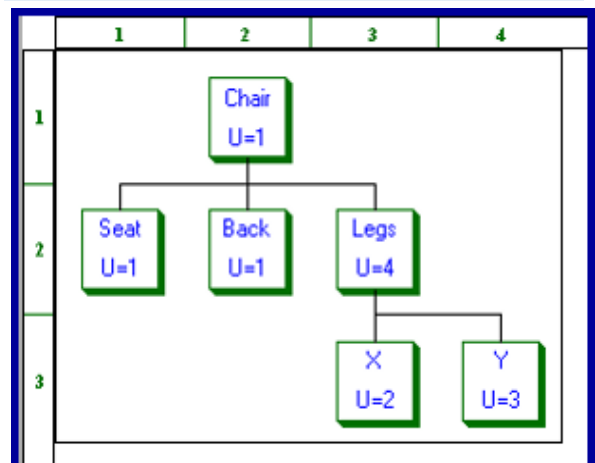 1 2 3 4
1
Chair
U=1
2
Seat Back Legs
U=1 U=1 U=4
3
X Y
U=2 U=3